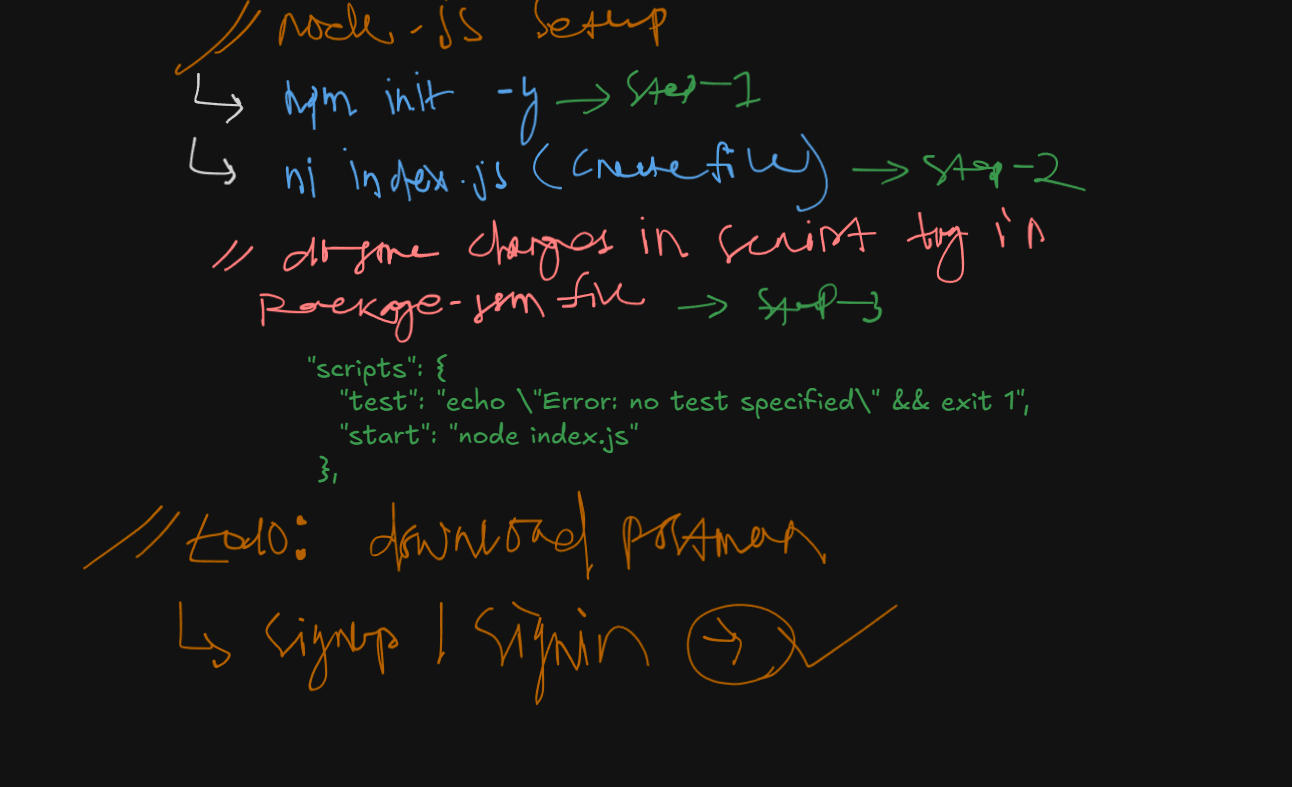 // node.js setup
↳ npm init -y → step-1
↳ ni index.js (create file) → step-2
// do some changes in script tag in
package-json file → step-3
"scripts": {
"test": "echo \"Error: no test specified\" && exit 1",
"start": "node index.js"
},
// todo: download postman
↳ signup | signin →